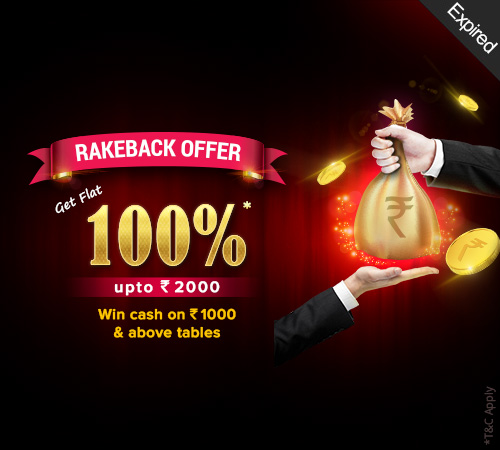 Expired
RAKEBACK OFFER
Get Flat
100%*
upto ₹ 2000
Win cash on ₹ 1000
& above tables
₹
*T&C Apply